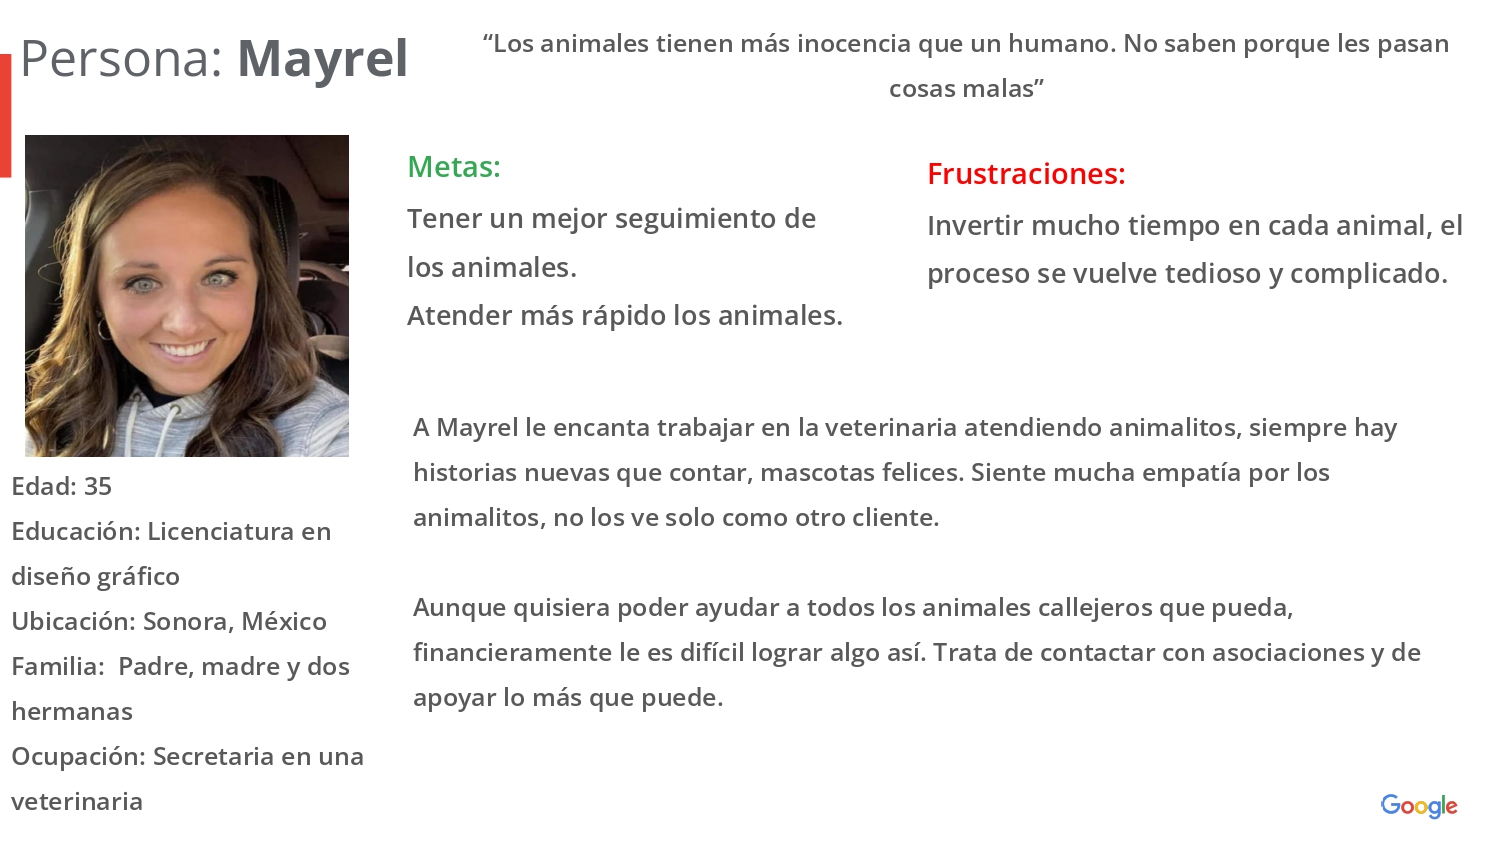 Persona: Mayrel
“Los animales tienen más inocencia que un humano. No saben porque les pasan
cosas malas”
Metas:
Tener un mejor seguimiento de
los animales.
Atender más rápido los animales.
Frustraciones:
Invertir mucho tiempo en cada animal, el
proceso se vuelve tedioso y complicado.
Edad: 35
Educación: Licenciatura en
diseño gráfico
Ubicación: Sonora, México
Familia:  Padre, madre y dos
hermanas
Ocupación: Secretaria en una
veterinaria
A Mayrel le encanta trabajar en la veterinaria atendiendo animalitos, siempre hay
historias nuevas que contar, mascotas felices. Siente mucha empatía por los
animalitos, no los ve solo como otro cliente.
Aunque quisiera poder ayudar a todos los animales callejeros que pueda,
financieramente le es difícil lograr algo así. Trata de contactar con asociaciones y de
apoyar lo más que puede.
Google